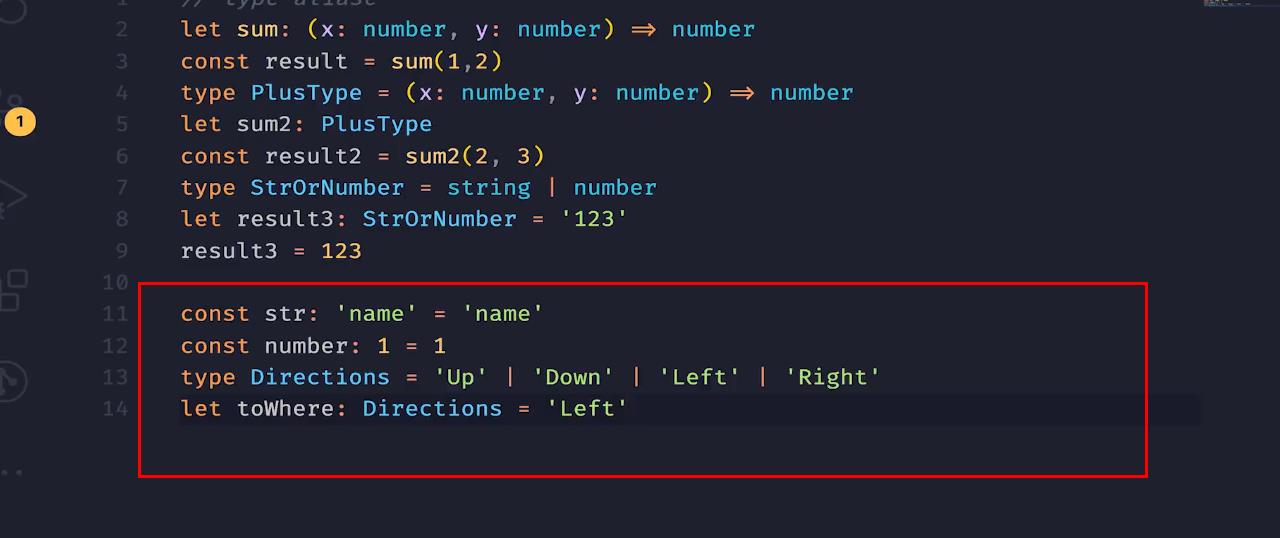 1 // type aliase
2 let sum: (x: number, y: number) => number
3 const result = sum(1,2)
4 type PlusType = (x: number, y: number) => number
5 let sum2: PlusType
6 const result2 = sum2(2, 3)
7 type StrOrNumber = string | number
8 let result3: StrOrNumber = '123'
9 result3 = 123
10
11 const str: 'name' = 'name'
12 const number: 1 = 1
13 type Directions = 'Up' | 'Down' | 'Left' | 'Right'
14 let toWhere: Directions = 'Left'
1